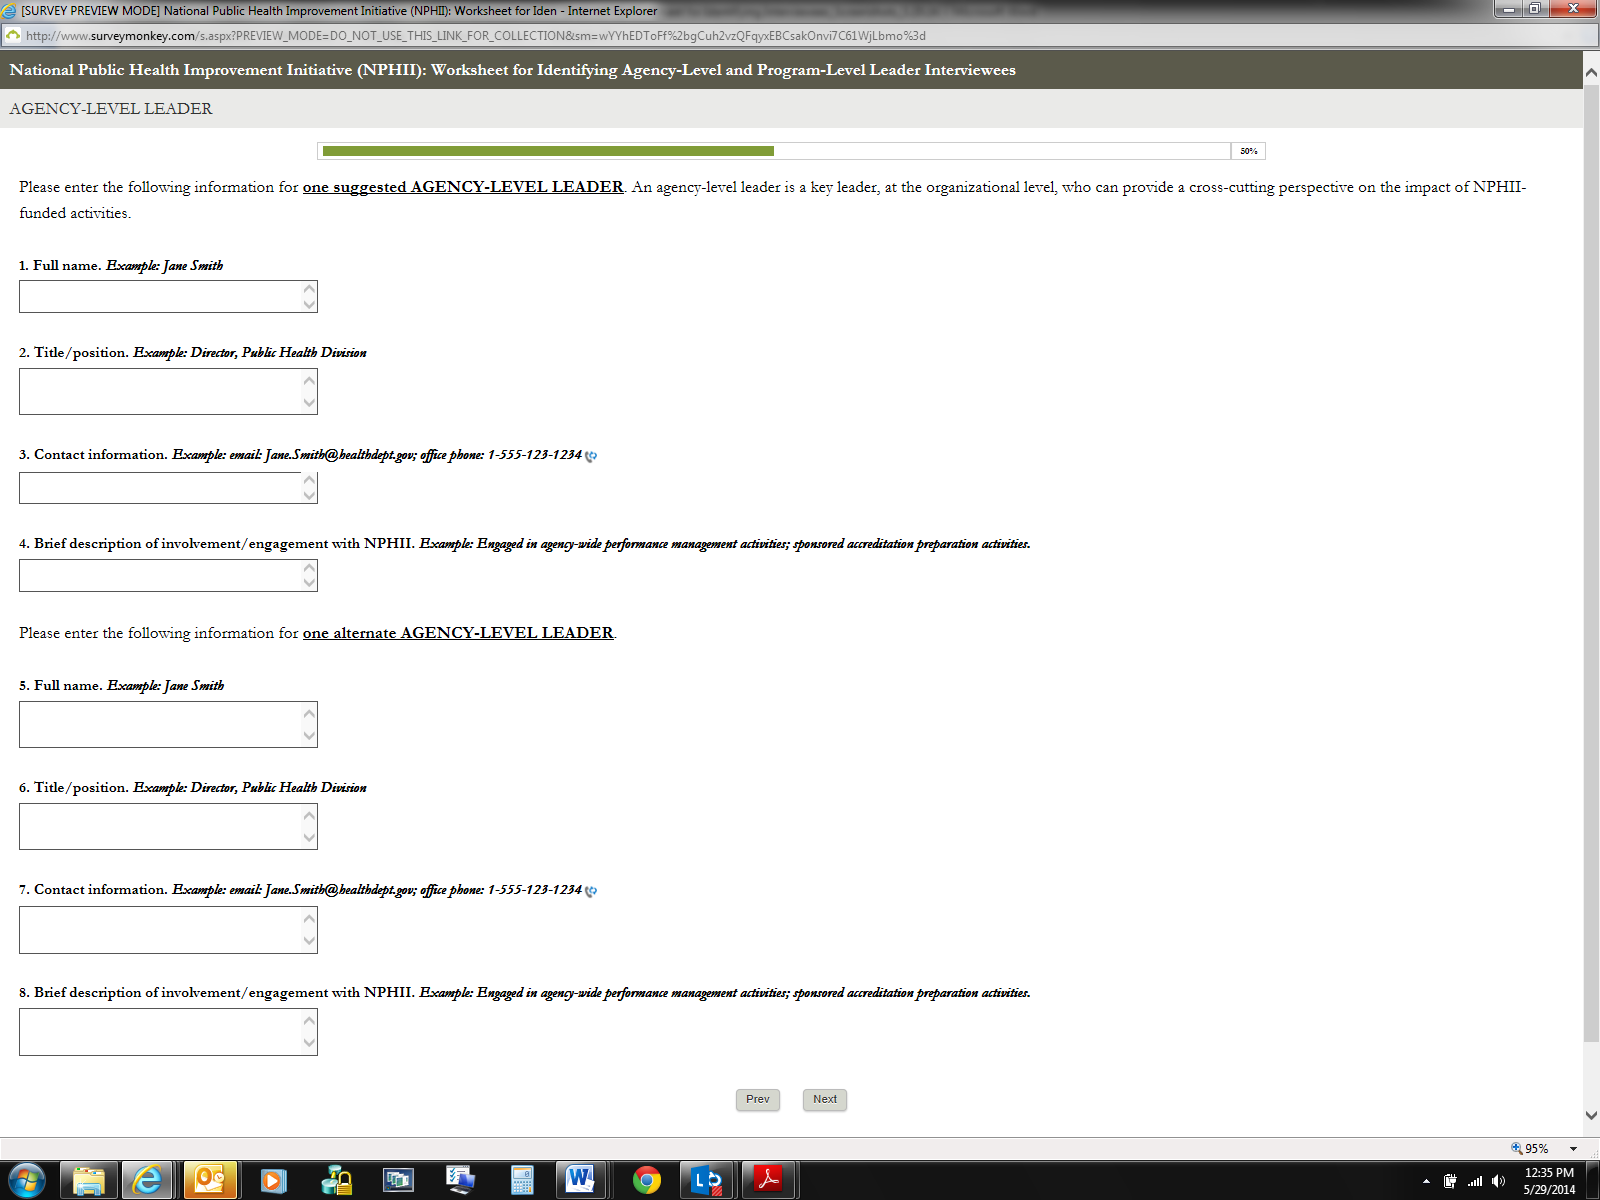 [SURVEY PREVIEW MODE] National Public Health Improvement Initiative (NPHII): Worksheet for Iden - Internet Explorer
http://www.surveymonkey.com/s.aspx?PREVIEW_MODE=DO_NOT_USE_THIS_LINK_FOR_COLLECTION&sm=wYYhEDToFf%2bgCuh2vzQFqyxEBCsakOnvi7C61WjLbmo%3d
National Public Health Improvement Initiative (NPHII): Worksheet for Identifying Agency-Level and Program-Level Leader Interviewees
AGENCY-LEVEL LEADER
50%
Please enter the following information for one suggested AGENCY-LEVEL LEADER. An agency-level leader is a key leader, at the organizational level, who can provide a cross-cutting perspective on the impact of NPHII-
funded activities.
1. Full name. Example: Jane Smith
2. Title/position. Example: Director, Public Health Division
3. Contact information. Example: email: Jane.Smith@healthdept.gov; office phone: 1-555-123-1234
4. Brief description of involvement/engagement with NPHII. Example: Engaged in agency-wide performance management activities; sponsored accreditation preparation activities.
Please enter the following information for one alternate AGENCY-LEVEL LEADER.
5. Full name. Example: Jane Smith
6. Title/position. Example: Director, Public Health Division
7. Contact information. Example: email: Jane.Smith@healthdept.gov; office phone: 1-555-123-1234
8. Brief description of involvement/engagement with NPHII. Example: Engaged in agency-wide performance management activities; sponsored accreditation preparation activities.
Prev Next
95%
12:35 PM
5/29/2014